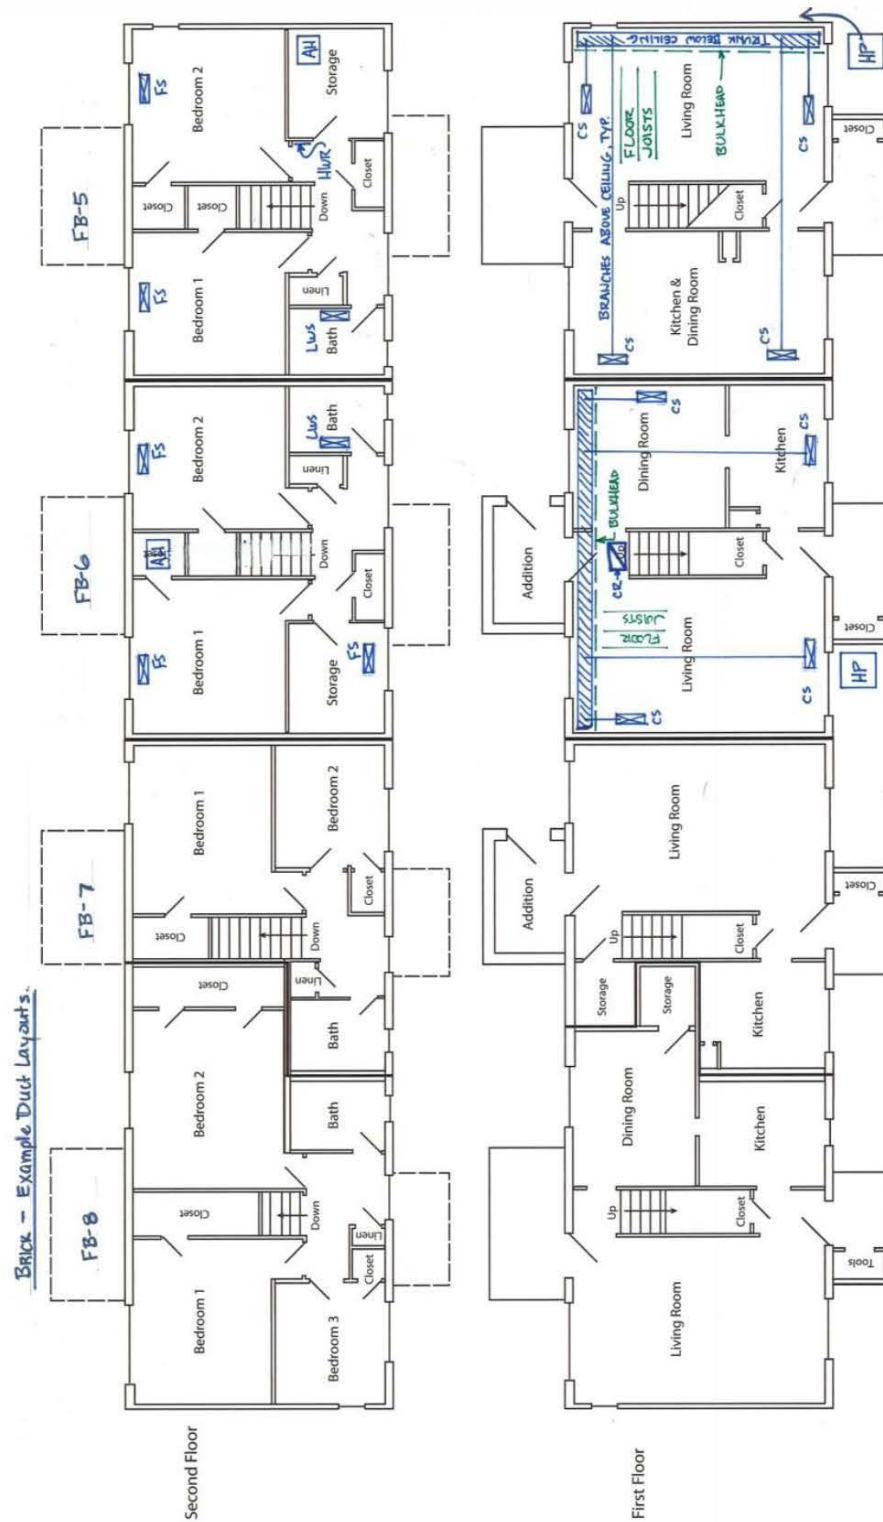 BRICK - Example Duct Layouts.
FB-8
FB-7
FB-6
FB-5
Second Floor
Bedroom 1
Closet
Bedroom 2
Closet
Down
Bedroom 3
Closet
Linen
Bath
Bath
Linen
Closet
Bedroom 1
Down
Closet
Bedroom 2
Bedroom 1
FS
AH
Bedroom 2
FS
Storage
FS
Closet
Down
Linen
LWS
Bath
Bedroom 1
FS
Closet
Closet
Bedroom 2
FS
LWS
Bath
Linen
Down
HWR
Closet
Storage
AH
First Floor
Living Room
Up
Closet
Dining Room
Kitchen
Tools
Storage
Storage
Kitchen
Addition
Up
Closet
Living Room
Closet
Addition
CS
Living Room
FLOOR
JOISTS
CR
Up
BULKHEAD
Closet
Dining Room
CS
Kitchen
CS
CS
HP
Closet
CS
Kitchen &
Dining Room
CS
BRANCHES ABOVE CEILING, TYP.
Up
Closet
FLOOR
JOISTS
Living Room
BULKHEAD
CS
CS
TRUNK BELOW CEILING
HP
Closet